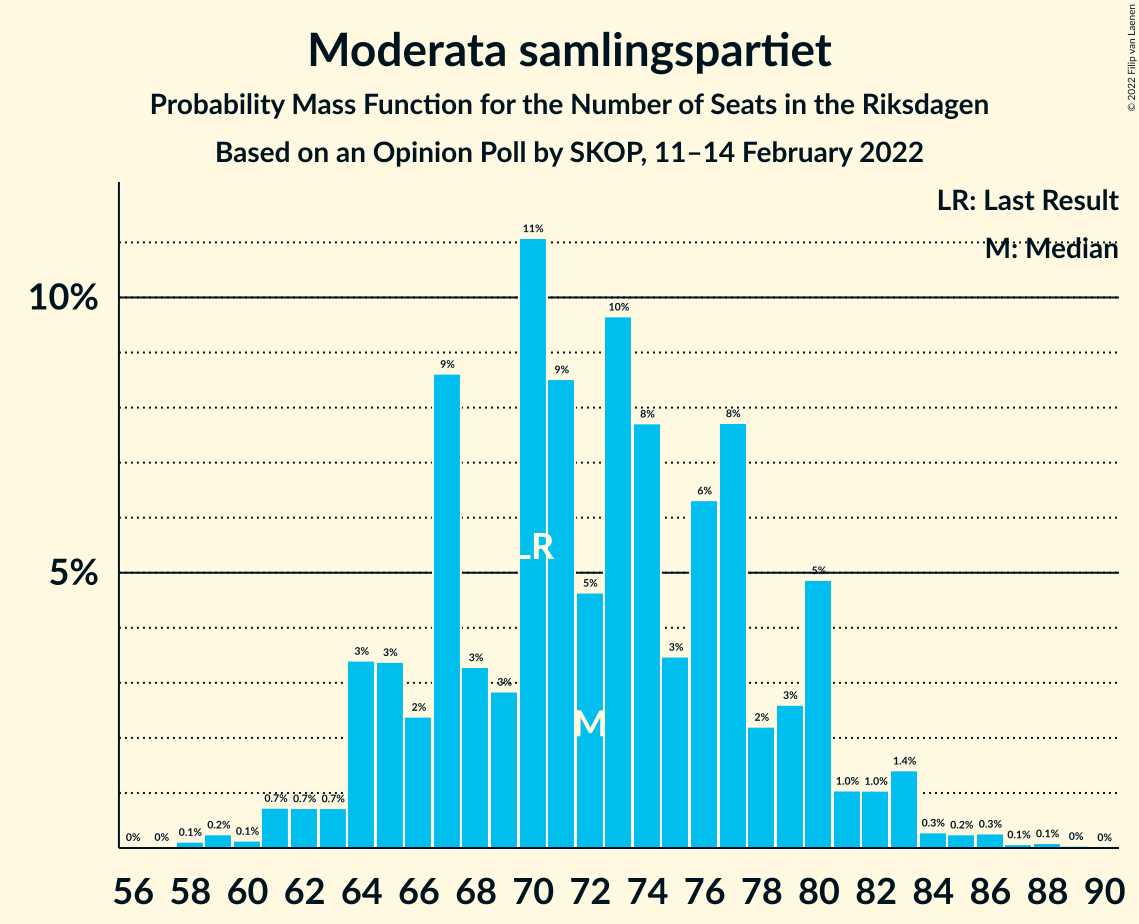 Moderata samlingspartiet
Probability Mass Function for the Number of Seats in the Riksdagen
Based on an Opinion Poll by SKOP, 11–14 February 2022
© 2022 Filip van Laenen
LR: Last Result
M: Median
10%
5%
0% 0% 0.1% 0.2% 0.1% 0.7% 0.7% 0.7% 3% 3% 2% 9% 3% 3% 11% 9% 5% 10% 8% 3% 6% 8% 2% 3% 5% 1.0% 1.0% 1.4% 0.3% 0.2% 0.3% 0.1% 0.1% 0% 0%
LR
M
56 58 60 62 64 66 68 70 72 74 76 78 80 82 84 86 88 90